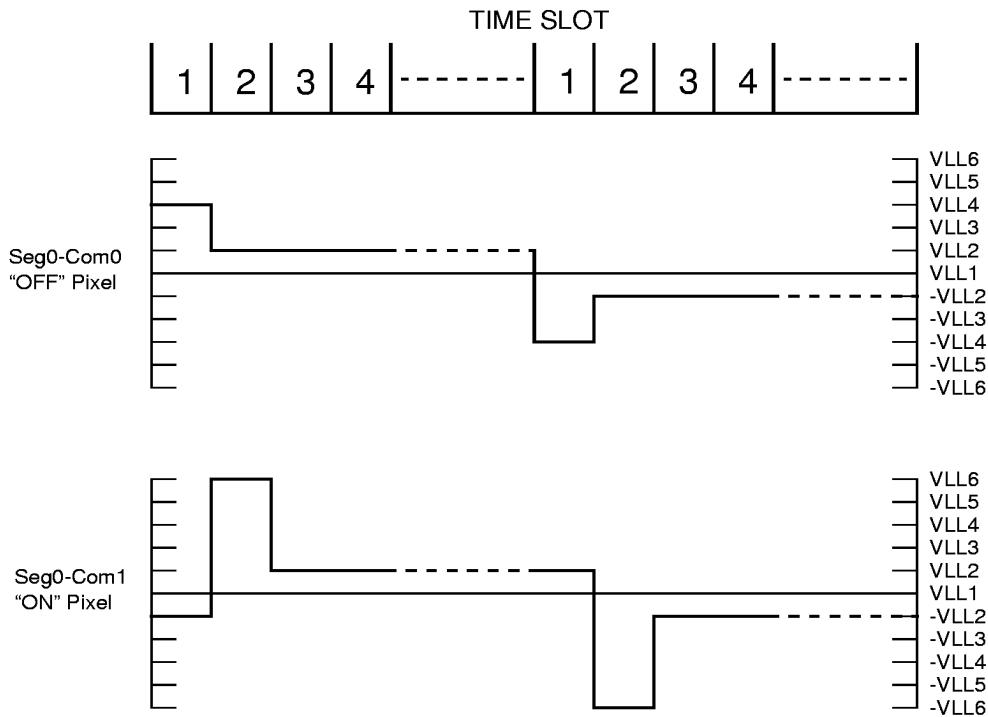 TIME SLOT
1 2 3 4 1 2 3 4
VLL6
VLL5
VLL4
VLL3
VLL2
VLL1
-VLL2
-VLL3
-VLL4
-VLL5
-VLL6
Seg0-Com0
“OFF” Pixel
VLL6
VLL5
VLL4
VLL3
VLL2
VLL1
-VLL2
-VLL3
-VLL4
-VLL5
-VLL6
Seg0-Com1
“ON” Pixel